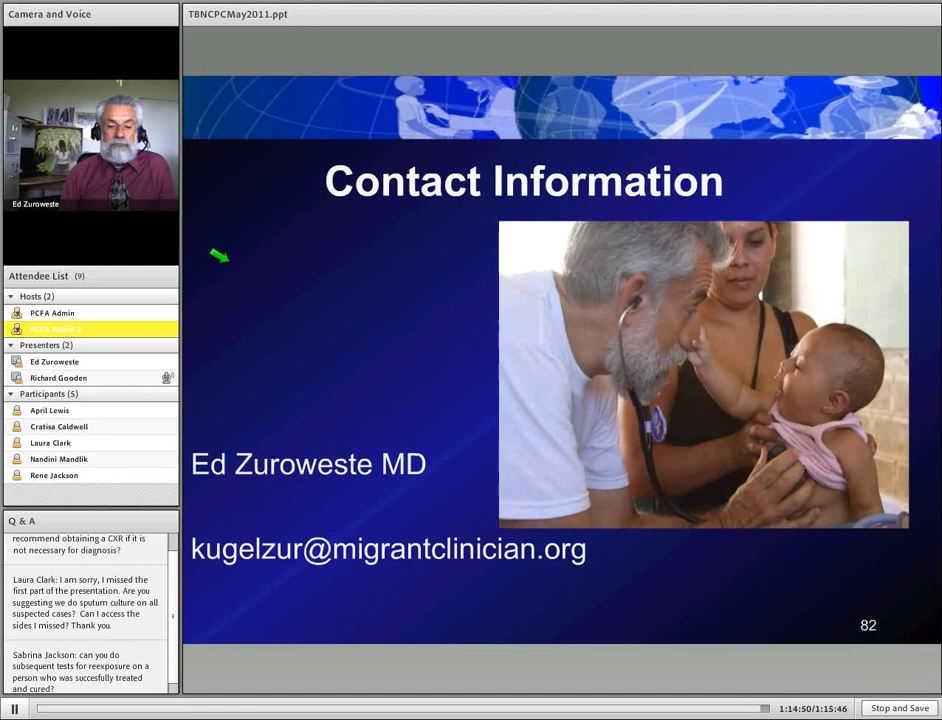 Camera and Voice
TBNCPCMay2011.ppt
Ed Zuroweste
Attendee List (9)
Hosts (2)
PCFA Admin
PCFA Admin 2
Presenters (2)
Ed Zuroweste
Richard Gooden
Participants (5)
April Lewis
Cratisa Caldwell
Laura Clark
Nandini Mandlik
Rene Jackson
Q & A
recommend obtaining a CXR if it is
not necessary for diagnosis?
Laura Clark: I am sorry, I missed the
first part of the presentation. Are you
suggesting we do sputum culture on all
suspected cases?  Can I access the
sides I missed? Thank you.
Sabrina Jackson: can you do
subsequent tests for reexposure on a
person who was succesfully treated
and cured?
Contact Information
Ed Zuroweste MD
kugelzur@migrantclinician.org
82
1:14:50/1:15:46
Stop and Save